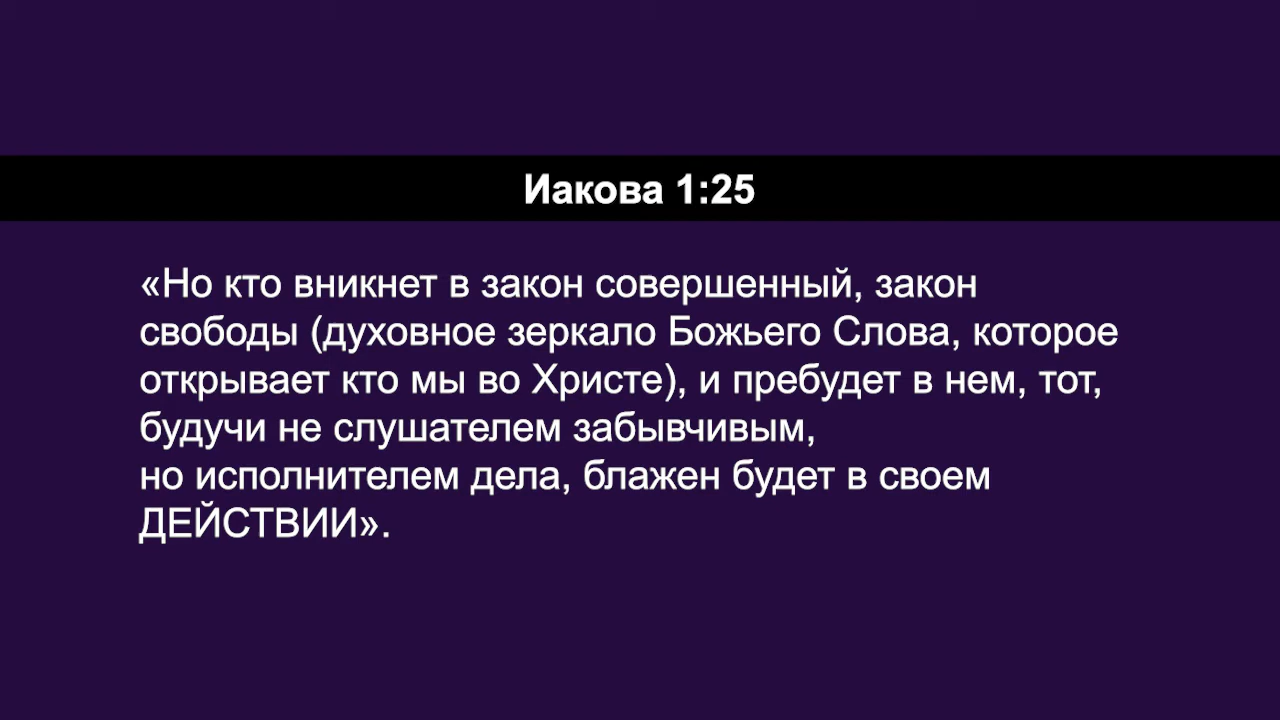 Иакова 1:25
«Но кто вникнет в закон совершенный, закон
свободы (духовное зеркало Божьего Слова, которое
открывает кто мы во Христе), и пребудет в нем, тот,
будучи не слушателем забывчивым,
но исполнителем дела, блажен будет в своем
ДЕЙСТВИИ».